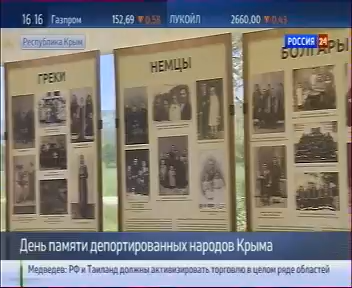 16 16 Газпром 152,69 ▼0.58 ЛУКОЙЛ 2660,00 ▼0.43
Республика Крым
РОССИЯ 24
ГРЕКИ
НЕМЦЫ
БОЛГАРЫ
День памяти депортированных народов Крыма
Медведев: РФ и Таиланд должны активизировать торговлю в целом ряде областей